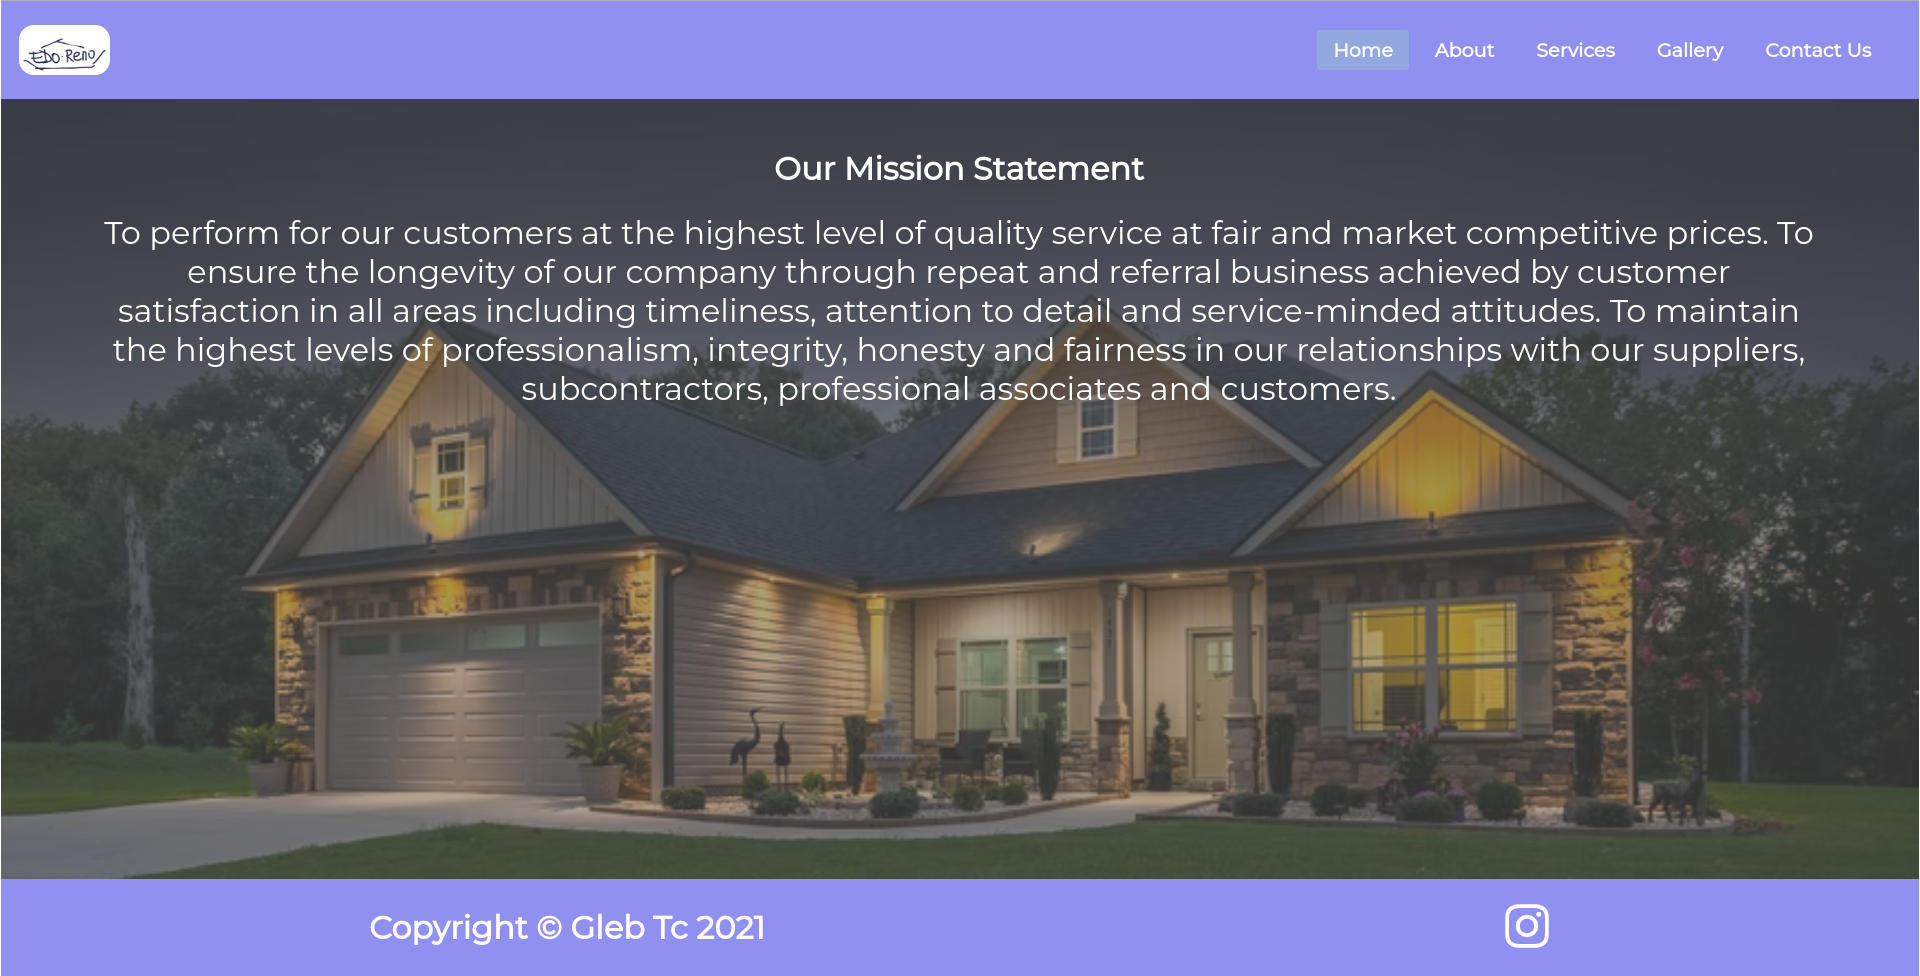 EDO·Reno
Home About Services Gallery Contact Us
Our Mission Statement
To perform for our customers at the highest level of quality service at fair and market competitive prices. To
ensure the longevity of our company through repeat and referral business achieved by customer
satisfaction in all areas including timeliness, attention to detail and service-minded attitudes. To maintain
the highest levels of professionalism, integrity, honesty and fairness in our relationships with our suppliers,
subcontractors, professional associates and customers.
Copyright © Gleb Tc 2021